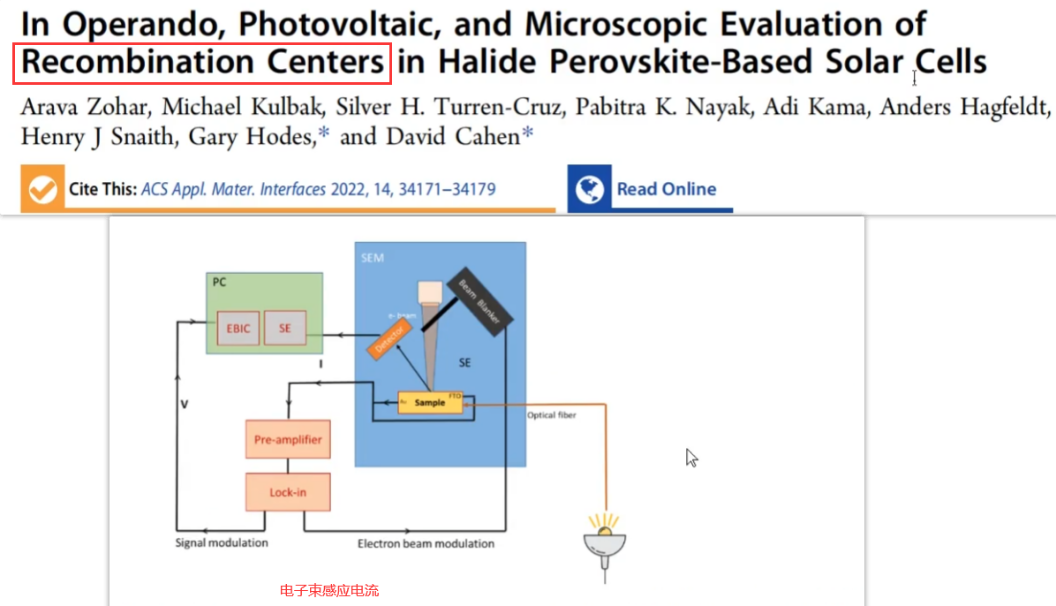 In Operando, Photovoltaic, and Microscopic Evaluation of
Recombination Centers in Halide Perovskite-Based Solar Cells
Arava Zohar, Michael Kulbak, Silver H. Turren-Cruz, Pabitra K. Nayak, Adi Kama, Anders Hagfeldt,
Henry J Snaith, Gary Hodes,* and David Cahen*
Cite This: ACS Appl. Mater. Interfaces 2022, 14, 34171−34179
Read Online
SEM
PC
Beam Blanker
e- beam
EBIC
SE
Detector
SE
I
V
Au
Sample
FTO
Optical fiber
Pre-amplifier
Lock-in
Signal modulation
Electron beam modulation
电子束感应电流